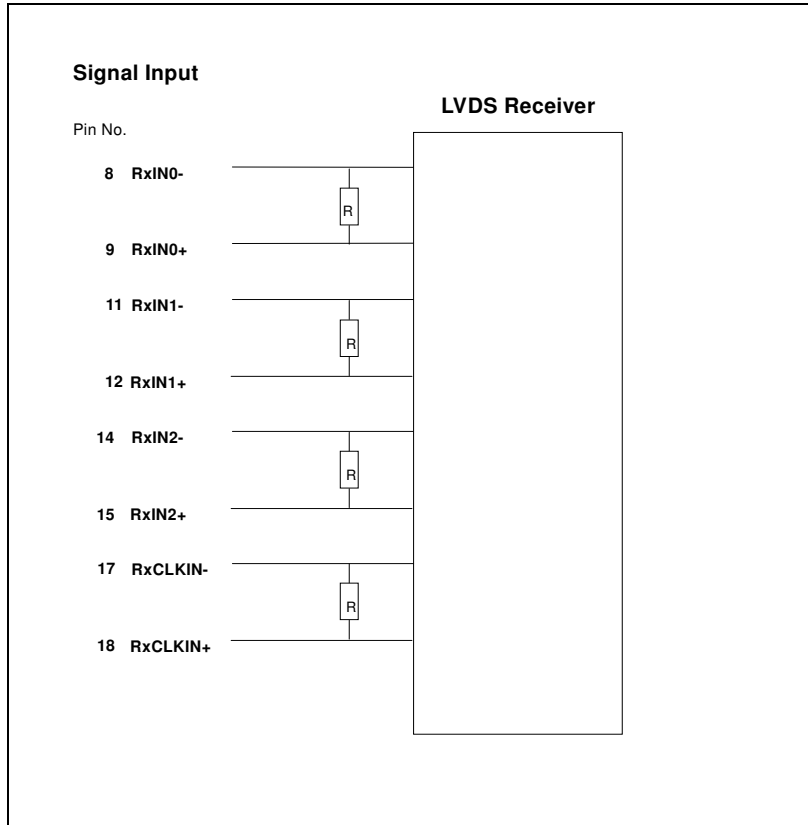 Signal Input
LVDS Receiver
Pin No.
8 RxIN0-
R
9 RxIN0+
11 RxIN1-
R
12 RxIN1+
14 RxIN2-
R
15 RxIN2+
17 RxCLKIN-
R
18 RxCLKIN+